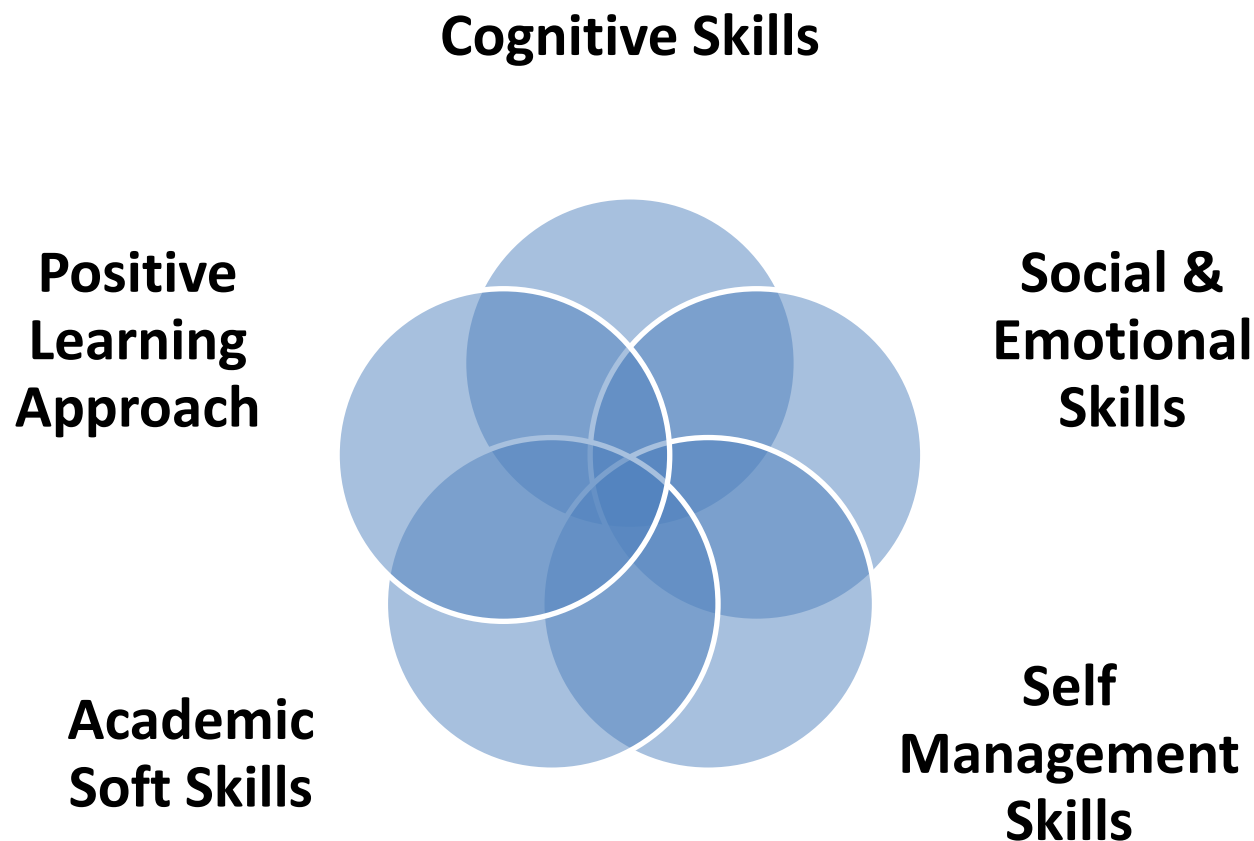 Cognitive Skills
Positive
Learning
Approach
Social &
Emotional
Skills
Academic
Soft Skills
Self
Management
Skills